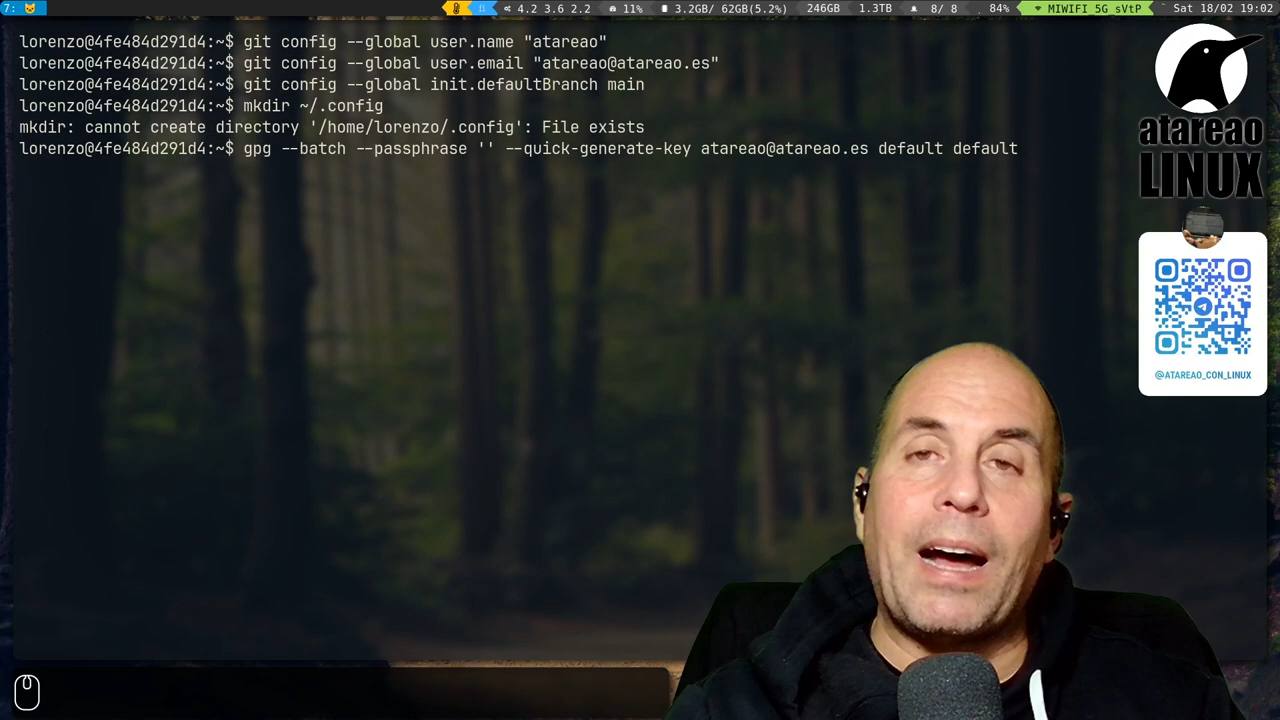 7:
4.2 3.6 2.2 11% 3.2GB/ 62GB(5.2%) 246GB 1.3TB 8/ 8 84% MIWIFI 5G sVtP Sat 18/02 19:02
lorenzo@4fe484d291d4:~$ git config --global user.name "atareao"
lorenzo@4fe484d291d4:~$ git config --global user.email "atareao@atareao.es"
lorenzo@4fe484d291d4:~$ git config --global init.defaultBranch main
lorenzo@4fe484d291d4:~$ mkdir ~/.config
mkdir: cannot create directory '/home/lorenzo/.config': File exists
lorenzo@4fe484d291d4:~$ gpg --batch --passphrase '' --quick-generate-key atareao@atareao.es default default
atareao
LINUX
@ATAREAO_CON_LINUX